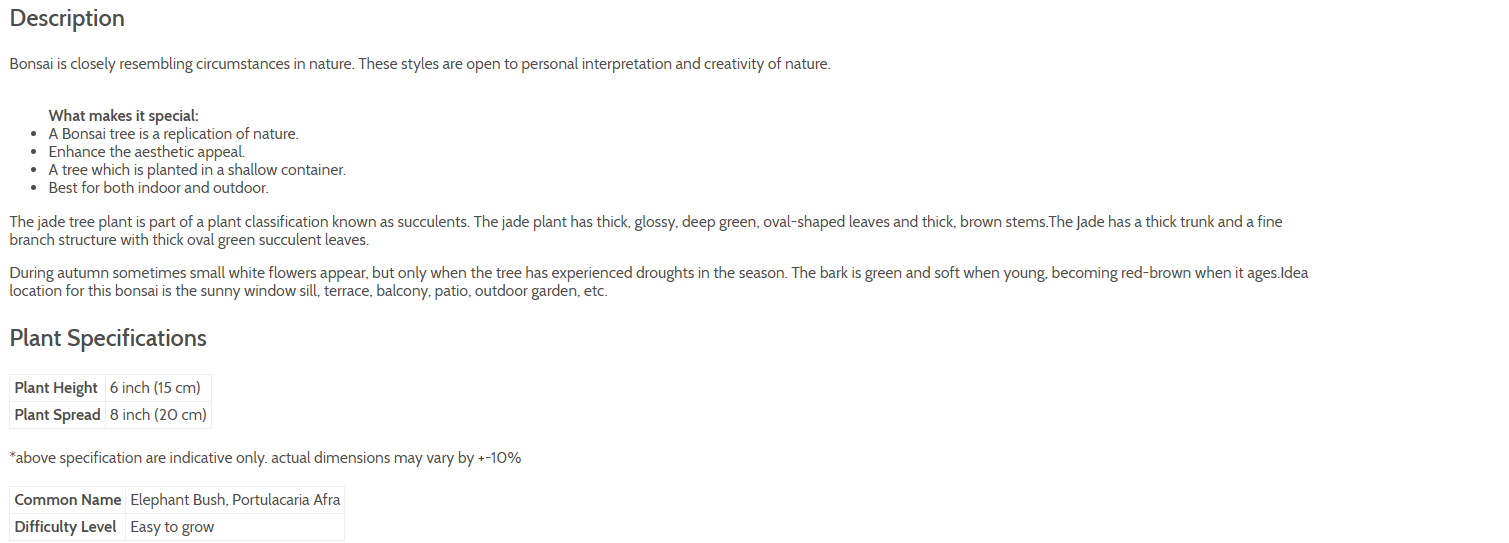 Description
Bonsai is closely resembling circumstances in nature. These styles are open to personal interpretation and creativity of nature.
What makes it special:
• A Bonsai tree is a replication of nature.
• Enhance the aesthetic appeal.
• A tree which is planted in a shallow container.
• Best for both indoor and outdoor.
The jade tree plant is part of a plant classification known as succulents. The jade plant has thick, glossy, deep green, oval-shaped leaves and thick, brown stems.The Jade has a thick trunk and a fine
branch structure with thick oval green succulent leaves.
During autumn sometimes small white flowers appear, but only when the tree has experienced droughts in the season. The bark is green and soft when young, becoming red-brown when it ages.Idea
location for this bonsai is the sunny window sill, terrace, balcony, patio, outdoor garden, etc.
Plant Specifications
Plant Height 6 inch (15 cm)
Plant Spread 8 inch (20 cm)
*above specification are indicative only. actual dimensions may vary by +-10%
Common Name Elephant Bush, Portulacaria Afra
Difficulty Level Easy to grow